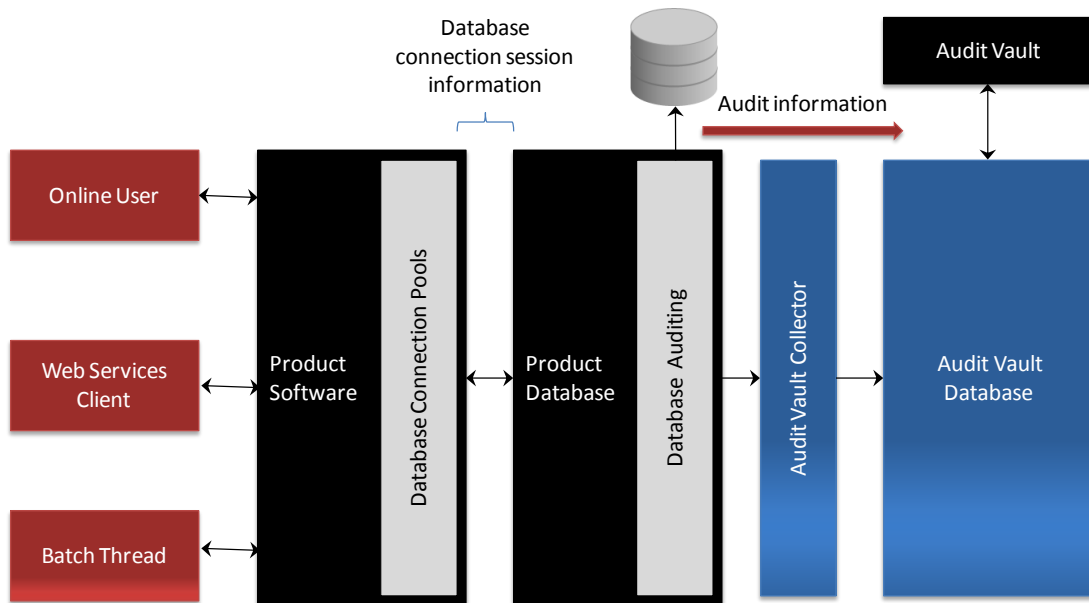 Database
connection session
information
Audit information
Audit Vault
Online User
Web Services
Client
Batch Thread
Product
Software
Database Connection Pools
Product
Database
Database Auditing
Audit Vault Collector
Audit Vault
Database